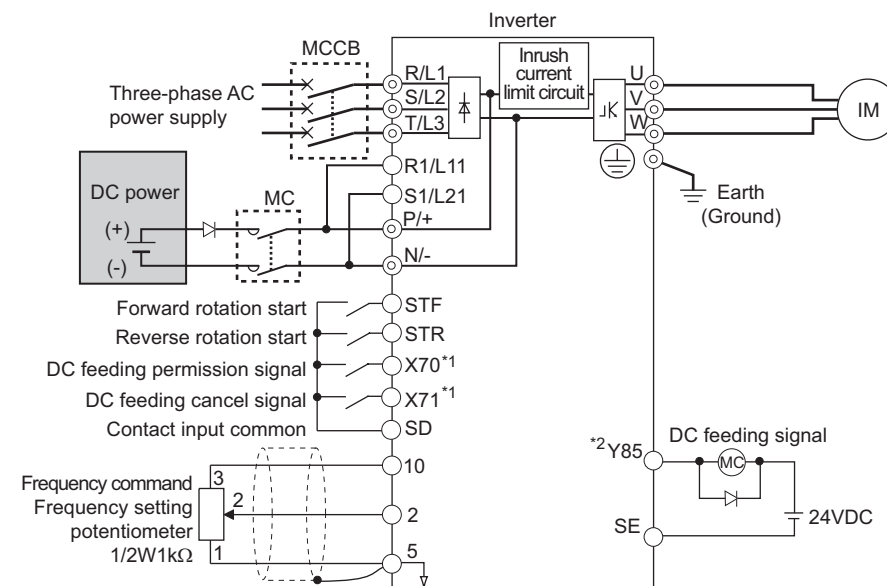 Inverter
MCCB
Three-phase AC
power supply
R/L1
S/L2
T/L3
Inrush
current
limit circuit
U
V
W
IM
R1/L11
DC power
MC
S1/L21
Earth
(Ground)
(+)
P/+
(-)
N/-
Forward rotation start
STF
Reverse rotation start
STR
DC feeding permission signal
X70*1
DC feeding cancel signal
X71*1
Contact input common
SD
*2Y85
DC feeding signal
MC
24VDC
SE
Frequency command
Frequency setting
potentiometer
1/2W1kΩ
3
2
1
10
2
5